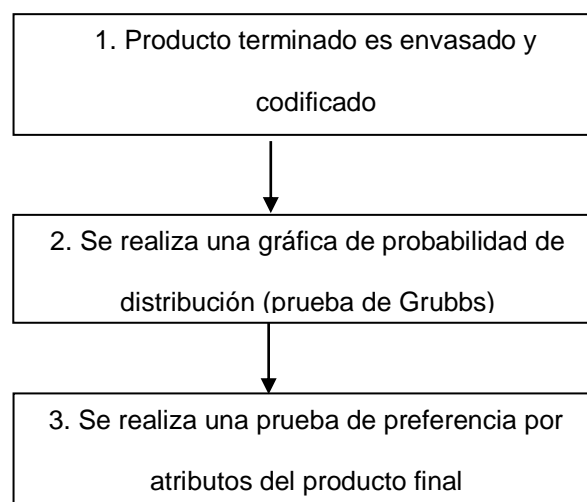 1. Producto terminado es envasado y
codificado
2. Se realiza una gráfica de probabilidad de
distribución (prueba de Grubbs)
3. Se realiza una prueba de preferencia por
atributos del producto final